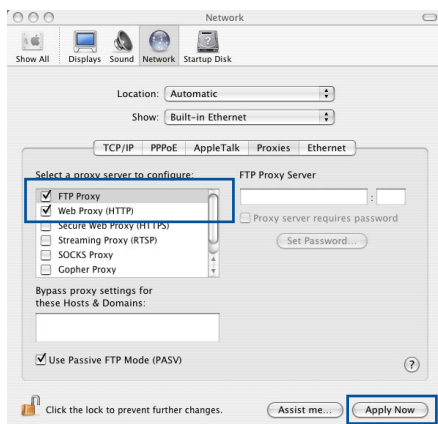 Network
Show All Displays Sound Network Startup Disk
Location: Automatic
Show: Built-in Ethernet
TCP/IP PPPoE AppleTalk Proxies Ethernet
Select a proxy server to configure: FTP Proxy Server
FTP Proxy
:
Web Proxy (HTTP)
Proxy server requires password
Secure Web Proxy (HTTPS)
Streaming Proxy (RTSP) Set Password...
SOCKS Proxy
Gopher Proxy
Bypass proxy settings for
these Hosts & Domains:
Use Passive FTP Mode (PASV) ?
Click the lock to prevent further changes. Assist me... Apply Now